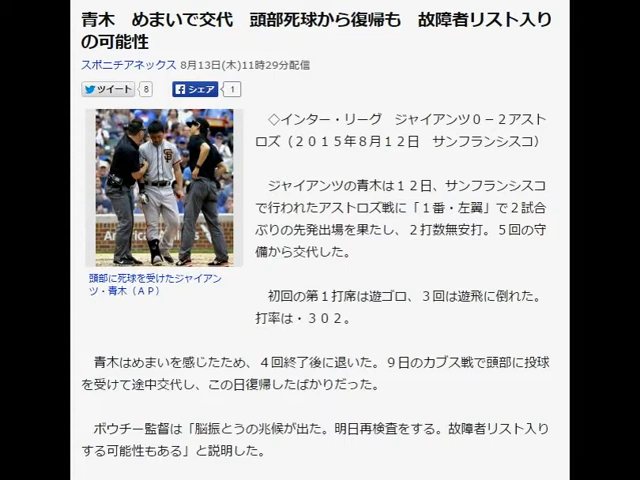 青木　めまいで交代　頭部死球から復帰も　故障者リスト入り
の可能性
スポニチアネックス 8月13日(木)11時29分配信
ツイート 8 シェア 1
◇インター・リーグ　ジャイアンツ０－２アスト
ロズ（２０１５年８月１２日　サンフランシスコ）
ジャイアンツの青木は１２日、サンフランシスコ
で行われたアストロズ戦に「１番・左翼」で２試合
ぶりの先発出場を果たし、２打数無安打。５回の守
備から交代した。
頭部に死球を受けたジャイアン
ツ・青木（ＡＰ）
初回の第１打席は遊ゴロ、３回は遊飛に倒れた。
打率は・３０２。
青木はめまいを感じたため、４回終了後に退いた。９日のカブス戦で頭部に投球
を受けて途中交代し、この日復帰したばかりだった。
ボウチー監督は「脳振とうの兆候が出た。明日再検査をする。故障者リスト入り
する可能性もある」と説明した。